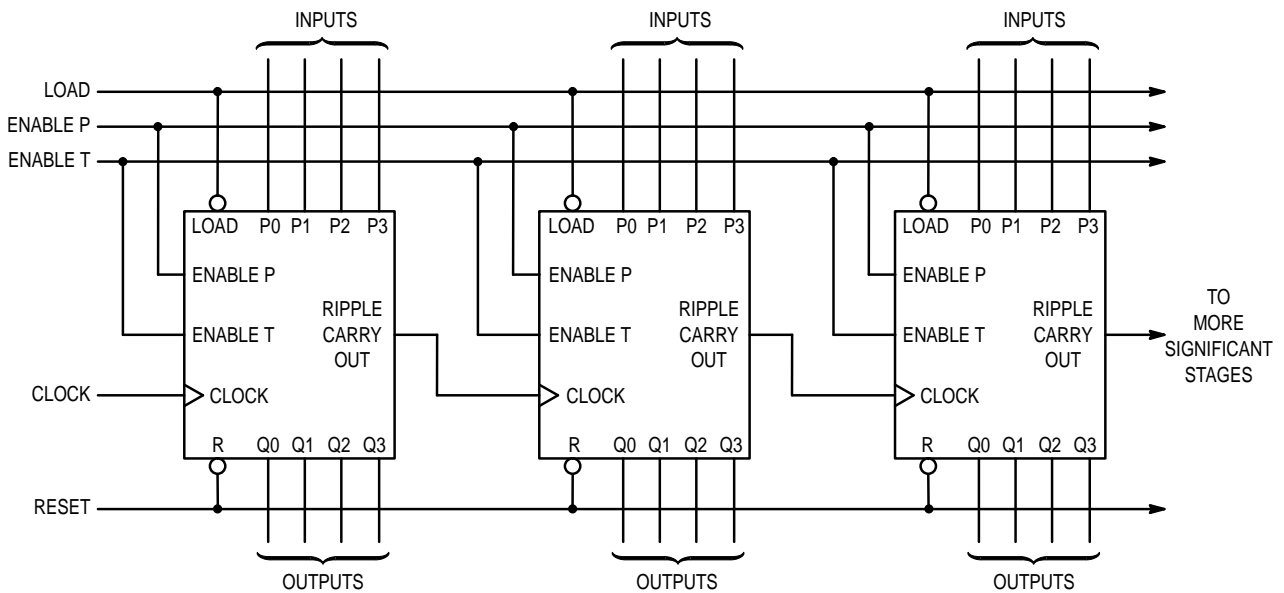 INPUTS INPUTS INPUTS
LOAD
ENABLE P
ENABLE T
LOAD P0 P1 P2 P3 LOAD P0 P1 P2 P3 LOAD P0 P1 P2 P3
ENABLE P ENABLE P ENABLE P
RIPPLE RIPPLE RIPPLE
ENABLE T CARRY ENABLE T CARRY ENABLE T CARRY
OUT OUT OUT
TO
MORE
SIGNIFICANT
STAGES
CLOCK CLOCK CLOCK CLOCK
R Q0 Q1 Q2 Q3 R Q0 Q1 Q2 Q3 R Q0 Q1 Q2 Q3
RESET
OUTPUTS OUTPUTS OUTPUTS